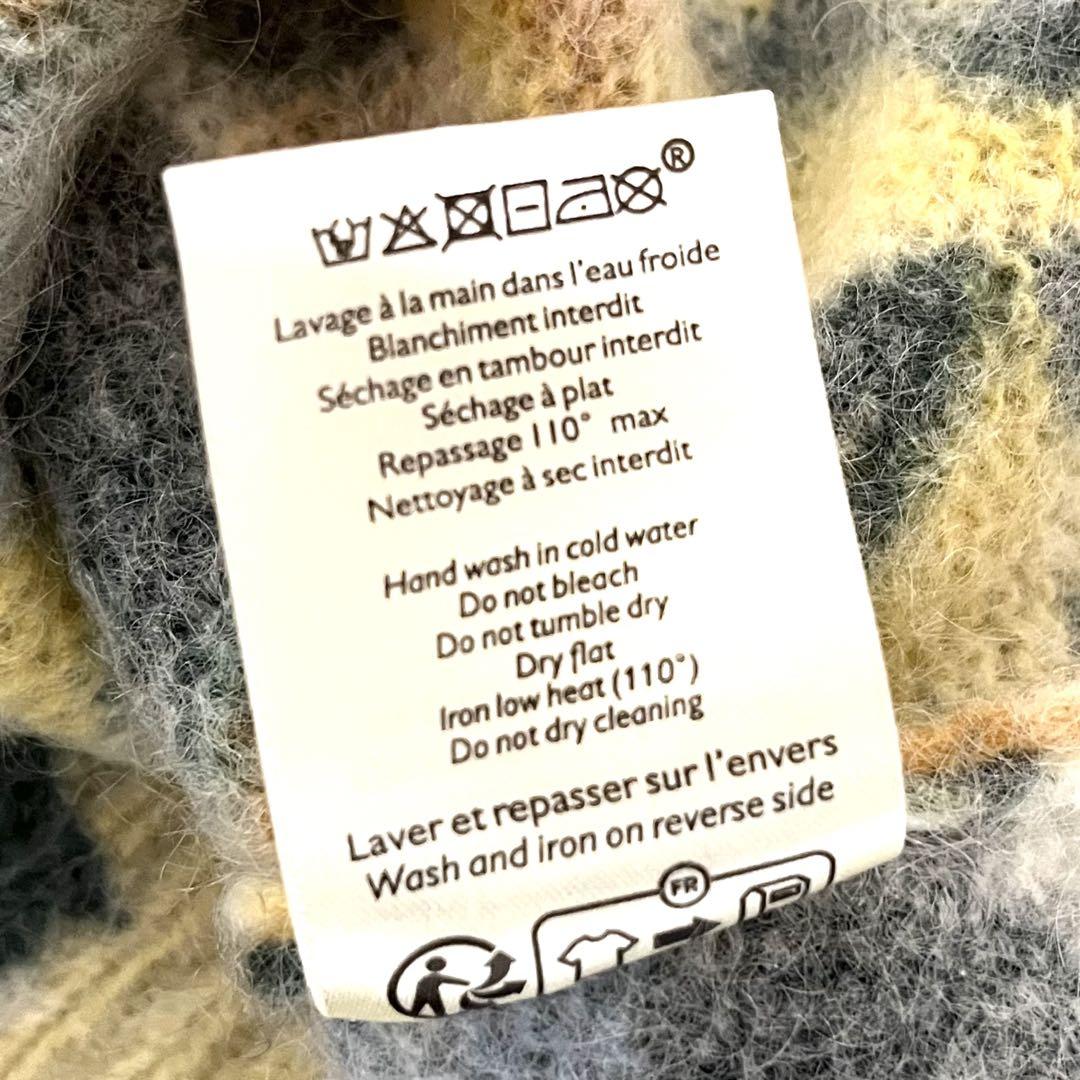 ®
Lavage à la main dans l'eau froide
Blanchiment interdit
Séchage en tambour interdit
Séchage à plat
Repassage 110° max
Nettoyage à sec interdit
Hand wash in cold water
Do not bleach
Do not tumble dry
Dry flat
Iron low heat (110°)
Do not dry cleaning
Laver et repasser sur l'envers
Wash and iron on reverse side
FR